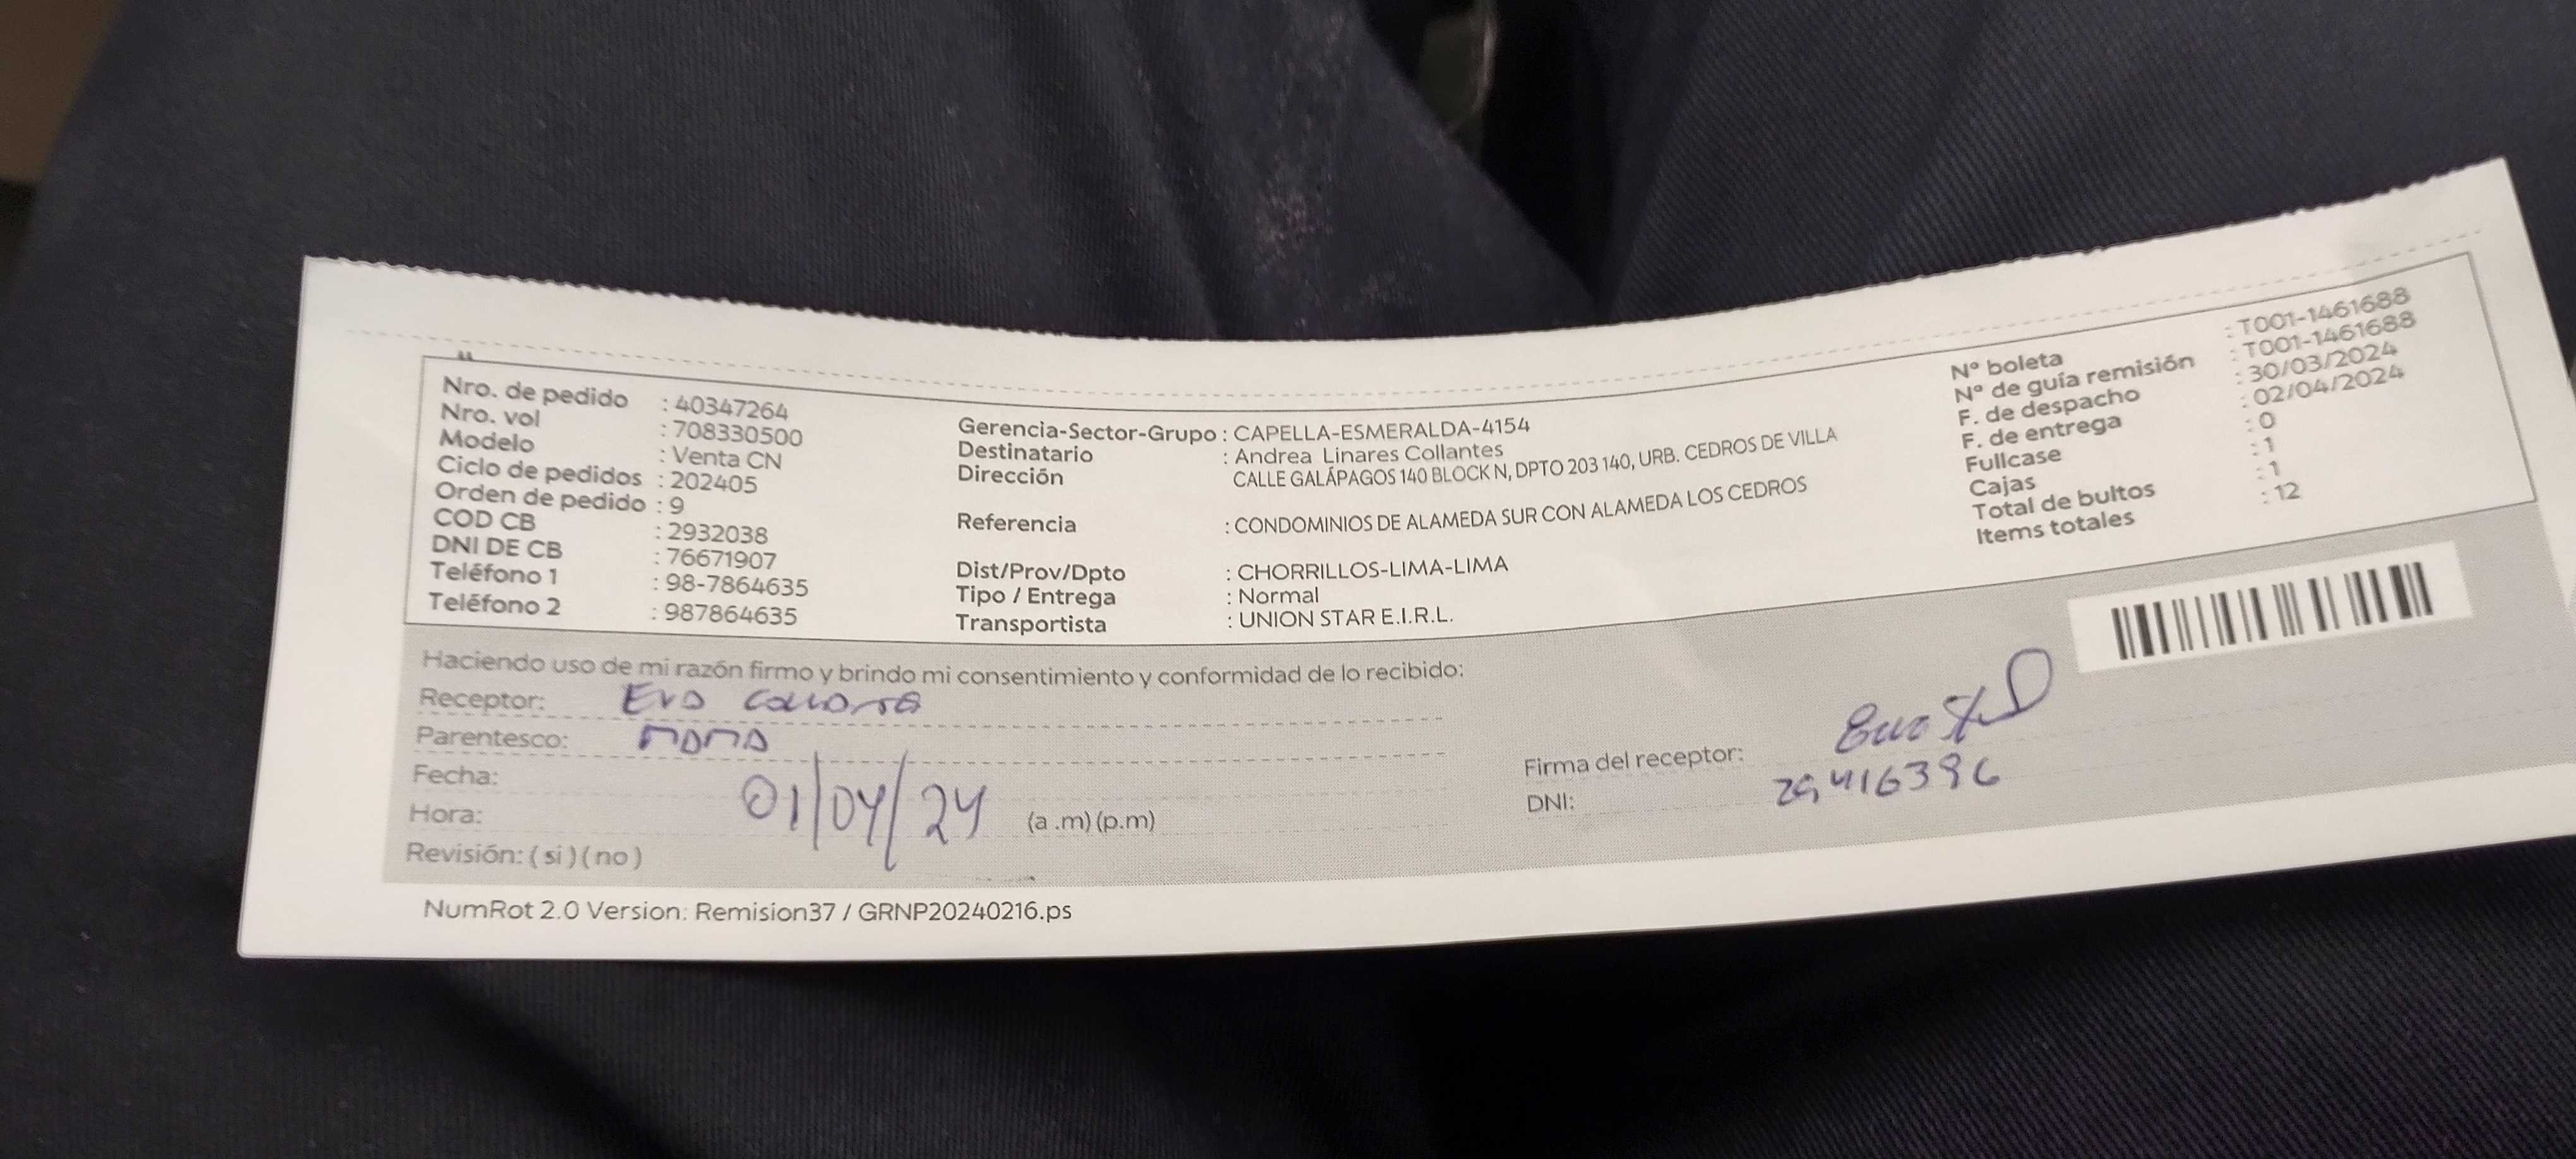 Nro. de pedido : 40347264
Nro. vol : 708330500
Modelo : Venta CN
Ciclo de pedidos : 202405
Orden de pedido : 9
COD CB : 2932038
DNI DE CB : 76671907
Teléfono 1 : 98-7864635
Teléfono 2 : 987864635
Gerencia-Sector-Grupo : CAPELLA-ESMERALDA-4154
Destinatario : Andrea Linares Collantes
Dirección CALLE GALÁPAGOS 140 BLOCK N, DPTO 203 140, URB. CEDROS DE VILLA
Referencia : CONDOMINIOS DE ALAMEDA SUR CON ALAMEDA LOS CEDROS
Dist/Prov/Dpto : CHORRILLOS-LIMA-LIMA
Tipo / Entrega : Normal
Transportista : UNION STAR E.I.R.L.
N° boleta : T001-1461688
N° de guía remisión : T001-1461688
F. de despacho : 30/03/2024
F. de entrega : 02/04/2024
Fullcase : 0
Cajas : 1
Total de bultos : 1
Items totales : 12
Haciendo uso de mi razón firmo y brindo mi consentimiento y conformidad de lo recibido:
Receptor: Eva
Parentesco: mama
Fecha: 01/04/24
Hora: (a .m) (p.m)
Revisión: ( si ) ( no )
Firma del receptor:
DNI: 29416396
NumRot 2.0 Version: Remision37 / GRNP20240216.ps